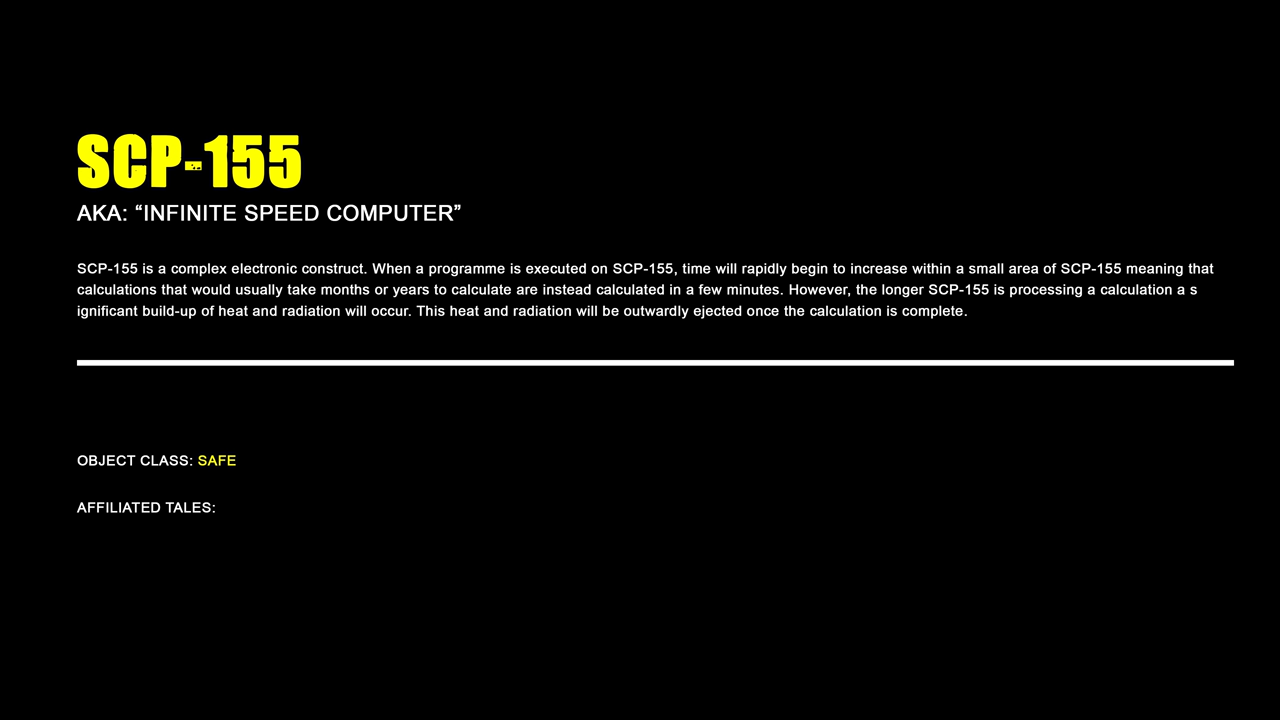 SCP-155
AKA: “INFINITE SPEED COMPUTER”
SCP-155 is a complex electronic construct. When a programme is executed on SCP-155, time will rapidly begin to increase within a small area of SCP-155 meaning that
calculations that would usually take months or years to calculate are instead calculated in a few minutes. However, the longer SCP-155 is processing a calculation a s
ignificant build-up of heat and radiation will occur. This heat and radiation will be outwardly ejected once the calculation is complete.
OBJECT CLASS: SAFE
AFFILIATED TALES: